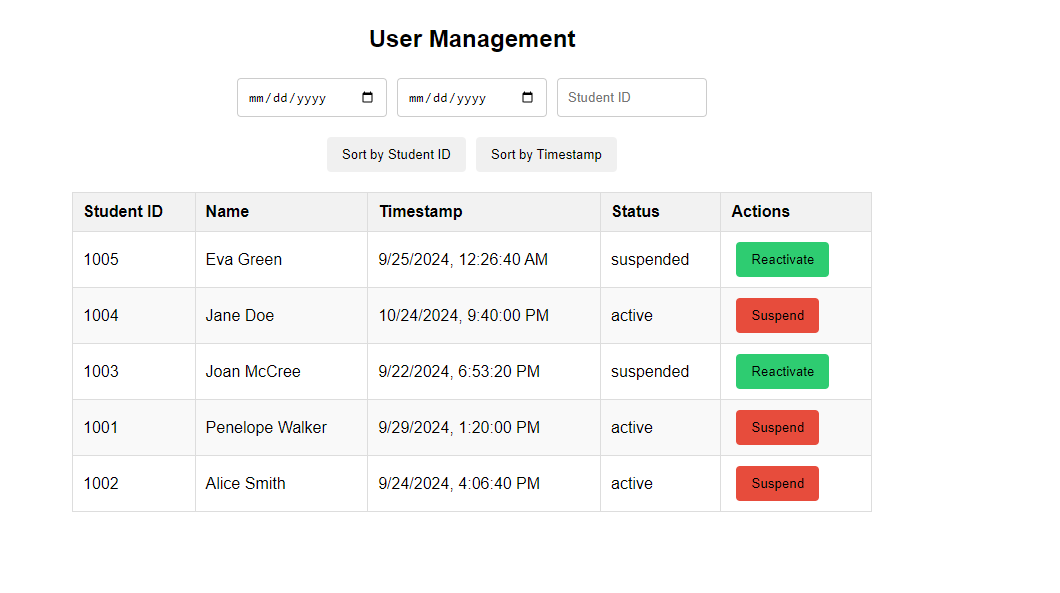 User Management
mm/dd/yyyy mm/dd/yyyy Student ID
Sort by Student ID Sort by Timestamp
Student ID Name Timestamp Status Actions
1005 Eva Green 9/25/2024, 12:26:40 AM suspended Reactivate
1004 Jane Doe 10/24/2024, 9:40:00 PM active Suspend
1003 Joan McCree 9/22/2024, 6:53:20 PM suspended Reactivate
1001 Penelope Walker 9/29/2024, 1:20:00 PM active Suspend
1002 Alice Smith 9/24/2024, 4:06:40 PM active Suspend